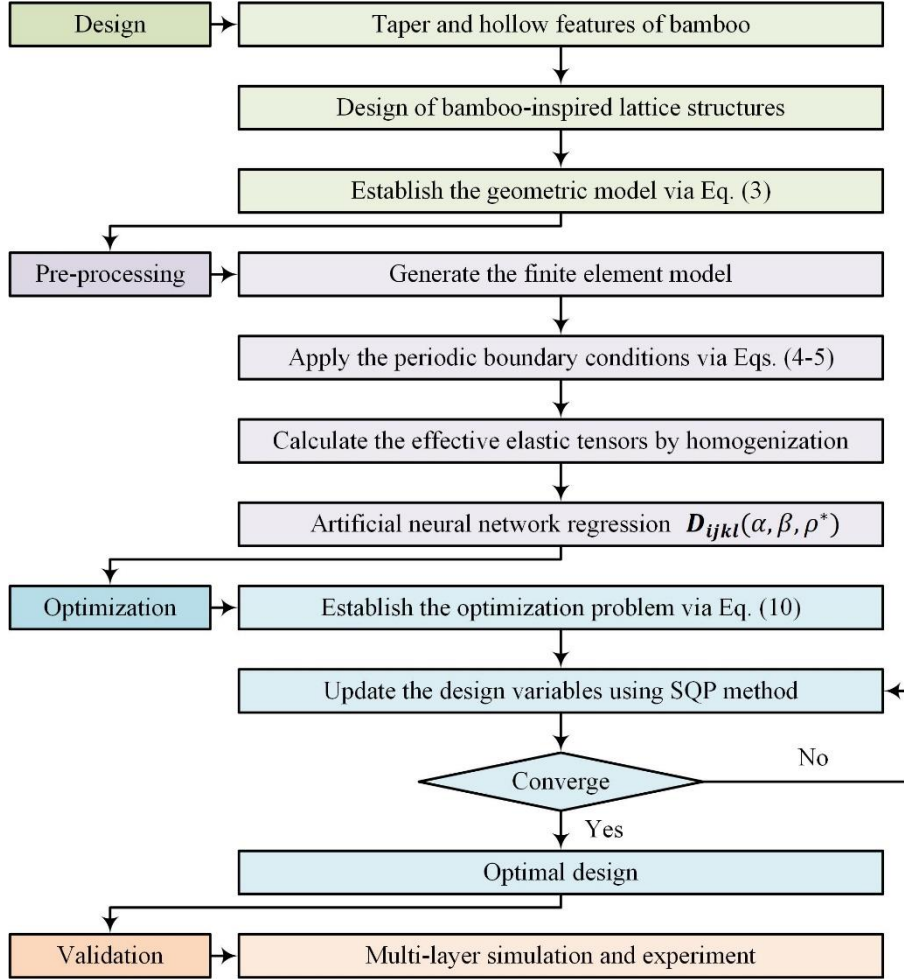 Design
Taper and hollow features of bamboo
Design of bamboo-inspired lattice structures
Establish the geometric model via Eq. (3)
Pre-processing
Generate the finite element model
Apply the periodic boundary conditions via Eqs. (4-5)
Calculate the effective elastic tensors by homogenization
Artificial neural network regression D_{ijkl}(α, β, ρ*)
Optimization
Establish the optimization problem via Eq. (10)
Update the design variables using SQP method
Converge
No
Yes
Optimal design
Validation
Multi-layer simulation and experiment